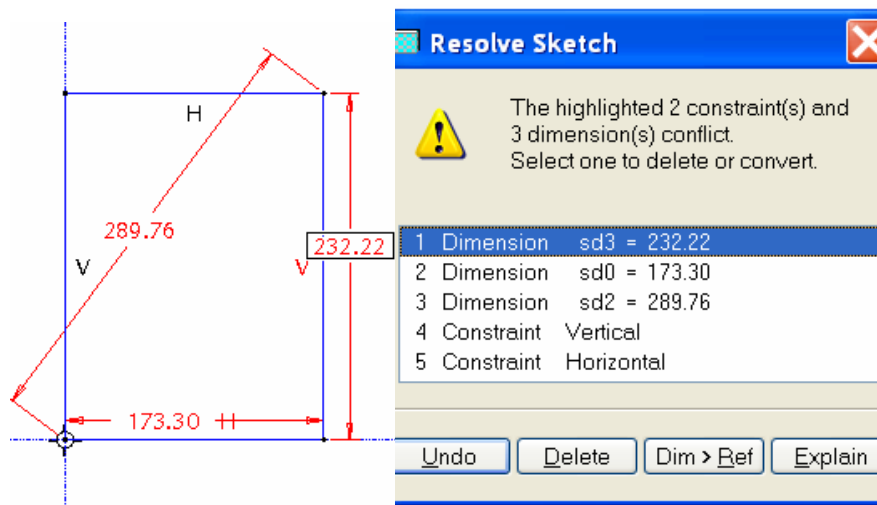 H
289.76
V
V
232.22
173.30 H
Resolve Sketch
The highlighted 2 constraint(s) and
3 dimension(s) conflict.
Select one to delete or convert.
1 Dimension sd3 = 232.22
2 Dimension sd0 = 173.30
3 Dimension sd2 = 289.76
4 Constraint Vertical
5 Constraint Horizontal
Undo Delete Dim > Ref Explain